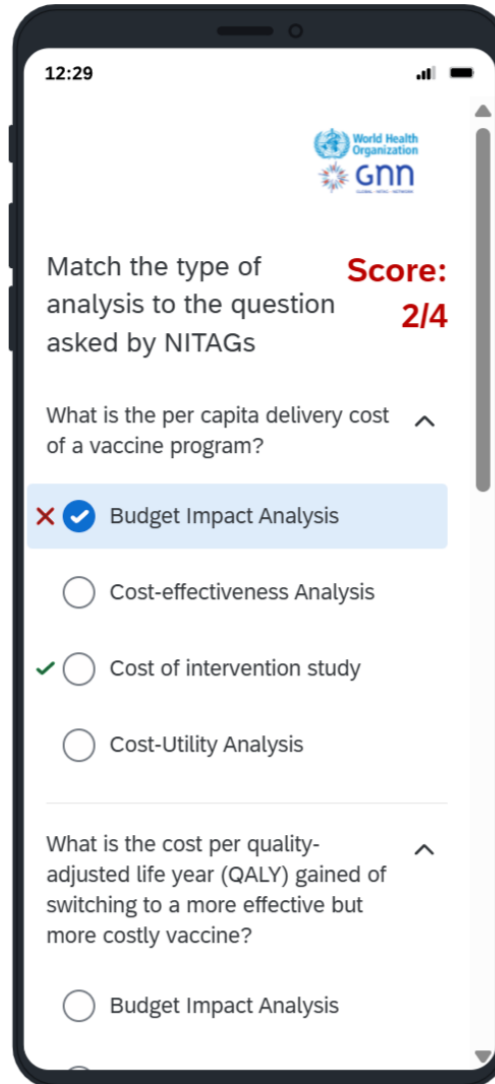 12:29
World Health
Organization
GNN
GLOBAL · NITAG · NETWORK
Match the type of
analysis to the question
asked by NITAGs
Score:
2/4
What is the per capita delivery cost
of a vaccine program?
Budget Impact Analysis
Cost-effectiveness Analysis
Cost of intervention study
Cost-Utility Analysis
What is the cost per quality-
adjusted life year (QALY) gained of
switching to a more effective but
more costly vaccine?
Budget Impact Analysis